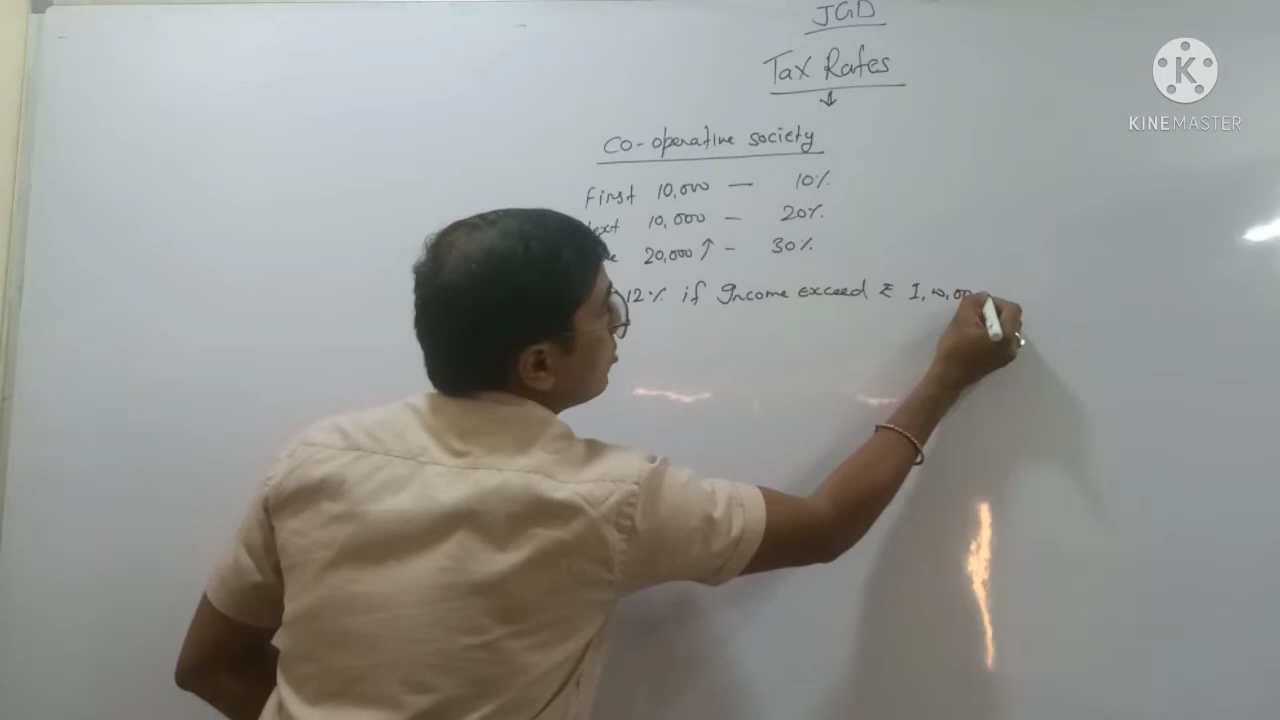 JGD
Tax Rates
Co-operative society
First 10,000 — 10%
10,000 – 20%
20,000 ↑ – 30%
12% if Income exceed ₹
K
KINEMASTER